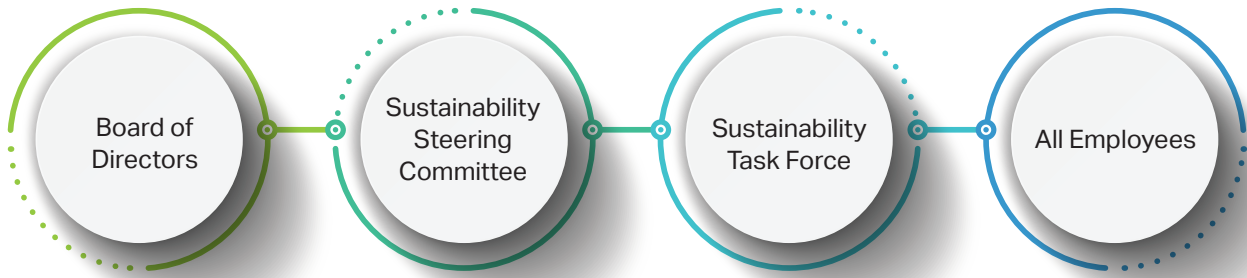 Board of
Directors
Sustainability
Steering
Committee
Sustainability
Task Force
All Employees